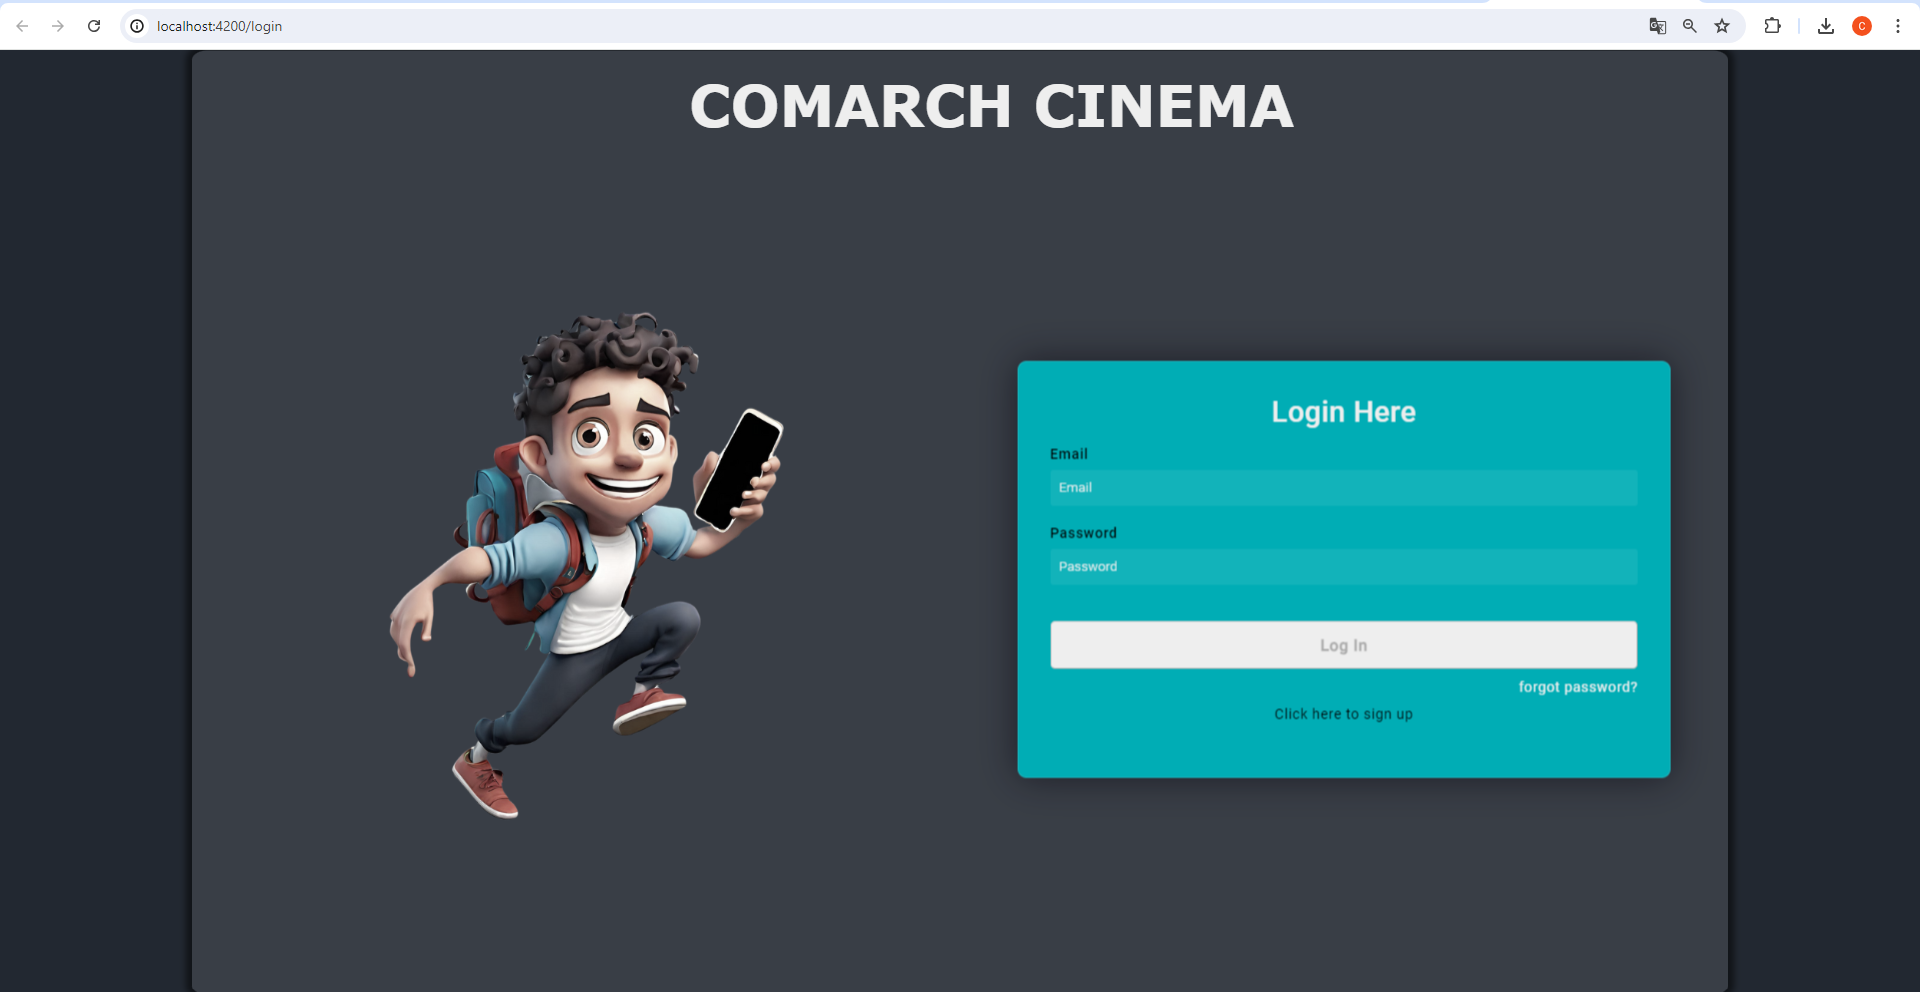 localhost:4200/login
C
COMARCH CINEMA
Login Here
Email
Email
Password
Password
Log In
forgot password?
Click here to sign up